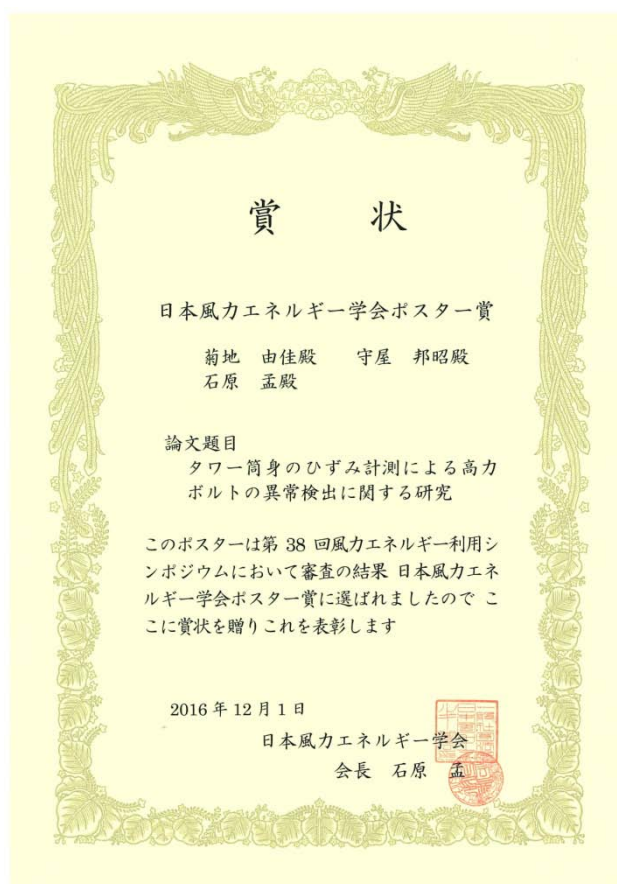 賞 状
日本風力エネルギー学会ポスター賞
菊地 由佳殿 守屋 邦昭殿
石原 孟殿
論文題目
タワー筒身のひずみ計測による高力
ボルトの異常検出に関する研究
このポスターは第 38 回風力エネルギー利用シ
ンポジウムにおいて審査の結果 日本風力エネ
ルギー学会ポスター賞に選ばれましたので こ
こに賞状を贈りこれを表彰します
2016 年 12 月 1 日
日本風力エネルギー学会
会長 石原 孟